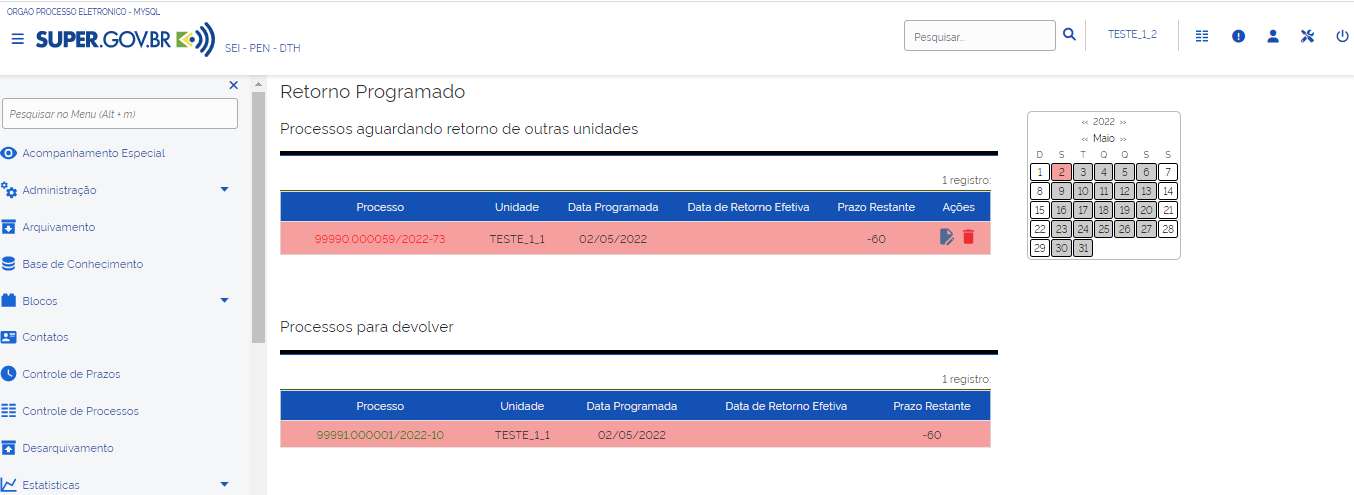 ORGAO PROCESSO ELETRONICO - MYSQL
SUPER.GOV.BR
SEI - PEN - DTH
Pesquisar...
TESTE_1_2
Pesquisar no Menu (Alt + m)
Acompanhamento Especial
Administração
Arquivamento
Base de Conhecimento
Blocos
Contatos
Controle de Prazos
Controle de Processos
Desarquivamento
Estatísticas
Retorno Programado
Processos aguardando retorno de outras unidades
1 registro:
Processo Unidade Data Programada Data de Retorno Efetiva Prazo Restante Ações
99990.000059/2022-73 TESTE_1_1 02/05/2022 -60
Processos para devolver
1 registro:
Processo Unidade Data Programada Data de Retorno Efetiva Prazo Restante
99991.000001/2022-10 TESTE_1_1 02/05/2022 -60
‹‹ 2022 ››
‹‹ Maio ››
D S T Q Q S S
1 2 3 4 5 6 7
8 9 10 11 12 13 14
15 16 17 18 19 20 21
22 23 24 25 26 27 28
29 30 31